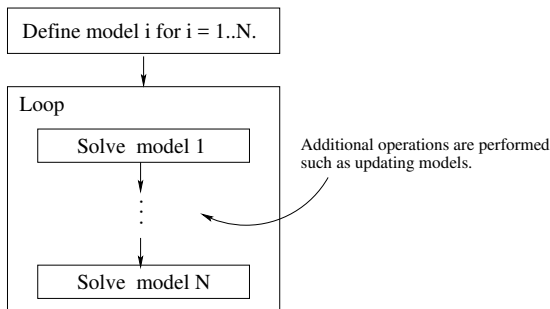 Define model i for i = 1..N.
Loop
Solve model 1
Additional operations are performed
such as updating models.
Solve model N